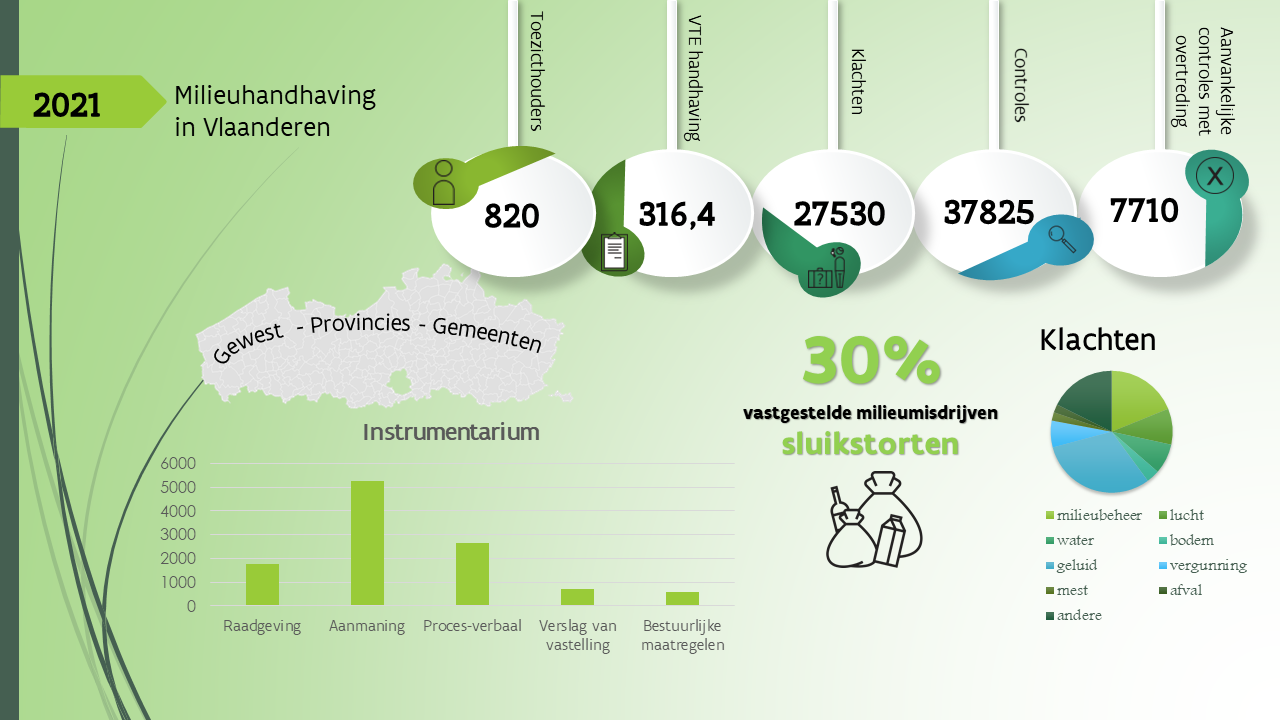 2021
Milieuhandhaving
in Vlaanderen
Toezichthouders
VTE handhaving
Klachten
Controles
Aanvankelijke
controles met
overtreding
820
316,4
27530
37825
7710
X
?
Gewest - Provincies - Gemeenten
30%
vastgestelde milieumisdrijven
sluikstorten
Klachten
milieubeheer
lucht
water
bodem
geluid
vergunning
mest
afval
andere
Instrumentarium
6000
5000
4000
3000
2000
1000
0
Raadgeving
Aanmaning
Proces-verbaal
Verslag van
vastelling
Bestuurlijke
maatregelen